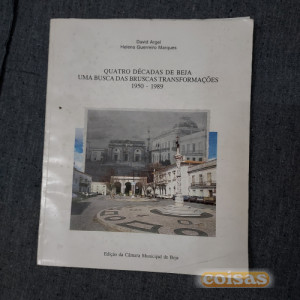 David Argel
Helena Guerreiro Marques
QUATRO DÉCADAS DE BEJA
UMA BUSCA DAS BRUSCAS TRANSFORMAÇÕES
1950 - 1989
Edição da Câmara Municipal de Beja
coisas